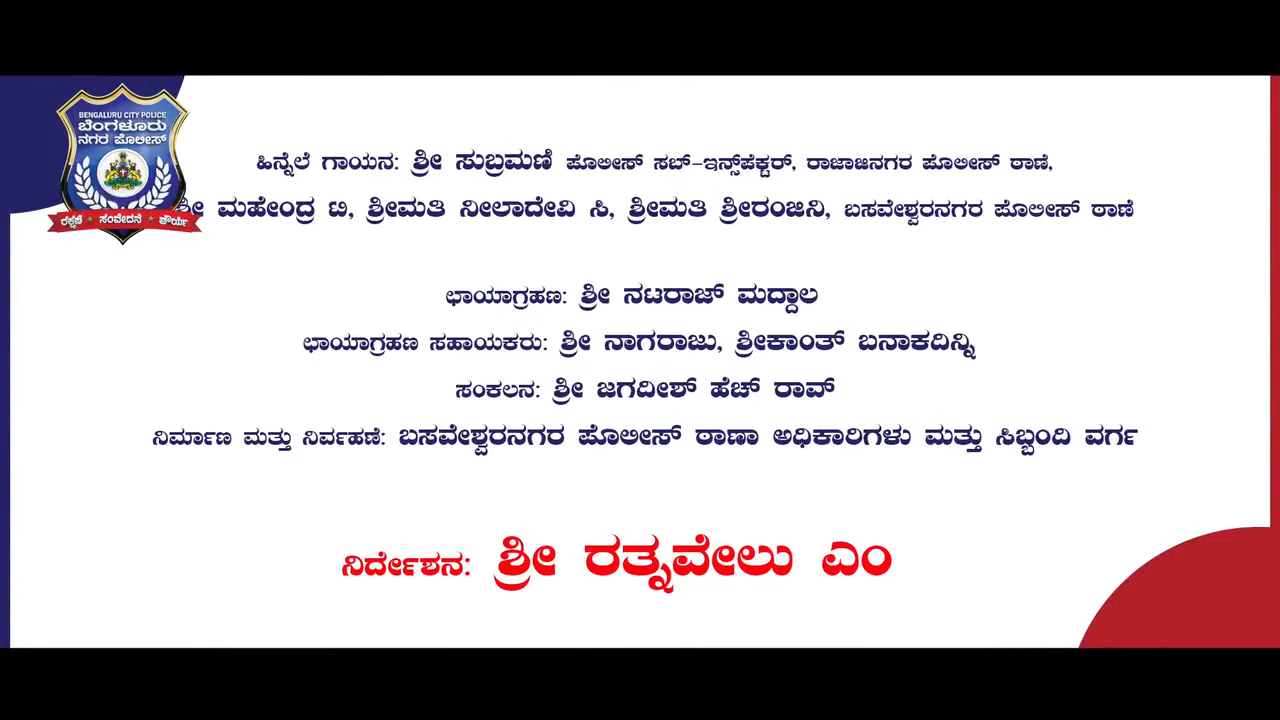 BENGALURU CITY POLICE
ಬೆಂಗಳೂರು
ನಗರ ಪೊಲೀಸ್
ರಕ್ಷಣೆ ★ ಸಂವೇದನೆ ★ ಶೌರ್ಯ
ಹಿನ್ನೆಲೆ ಗಾಯನ: ಶ್ರೀ ಸುಬ್ರಮಣಿ ಪೊಲೀಸ್ ಸಬ್-ಇನ್ಸ್‌ಪೆಕ್ಟರ್, ರಾಜಾಜಿನಗರ ಪೊಲೀಸ್ ಠಾಣೆ,
ಶ್ರೀ ಮಹೇಂದ್ರ ಟಿ, ಶ್ರೀಮತಿ ನೀಲಾದೇವಿ ಸಿ, ಶ್ರೀಮತಿ ಶ್ರೀರಂಜಿನಿ, ಬಸವೇಶ್ವರನಗರ ಪೊಲೀಸ್ ಠಾಣೆ
ಛಾಯಾಗ್ರಹಣ: ಶ್ರೀ ನಟರಾಜ್ ಮದ್ದಾಲ
ಛಾಯಾಗ್ರಹಣ ಸಹಾಯಕರು: ಶ್ರೀ ನಾಗರಾಜು, ಶ್ರೀಕಾಂತ್ ಬನಾಕದಿನ್ನಿ
ಸಂಕಲನ: ಶ್ರೀ ಜಗದೀಶ್ ಹೆಚ್ ರಾವ್
ನಿರ್ಮಾಣ ಮತ್ತು ನಿರ್ವಹಣೆ: ಬಸವೇಶ್ವರನಗರ ಪೊಲೀಸ್ ಠಾಣಾ ಅಧಿಕಾರಿಗಳು ಮತ್ತು ಸಿಬ್ಬಂದಿ ವರ್ಗ
ನಿರ್ದೇಶನ: ಶ್ರೀ ರತ್ನವೇಲು ಎಂ